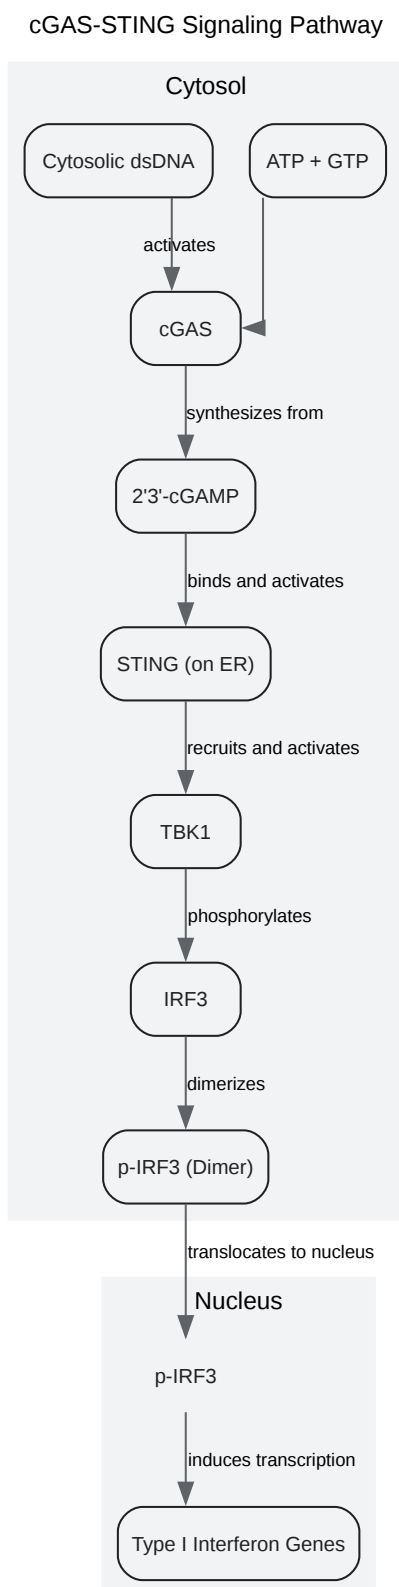 cGAS-STING Signaling Pathway
Cytosol
Cytosolic dsDNA
ATP + GTP
activates
cGAS
synthesizes from
2'3'-cGAMP
binds and activates
STING (on ER)
recruits and activates
TBK1
phosphorylates
IRF3
dimerizes
p-IRF3 (Dimer)
translocates to nucleus
Nucleus
p-IRF3
induces transcription
Type I Interferon Genes